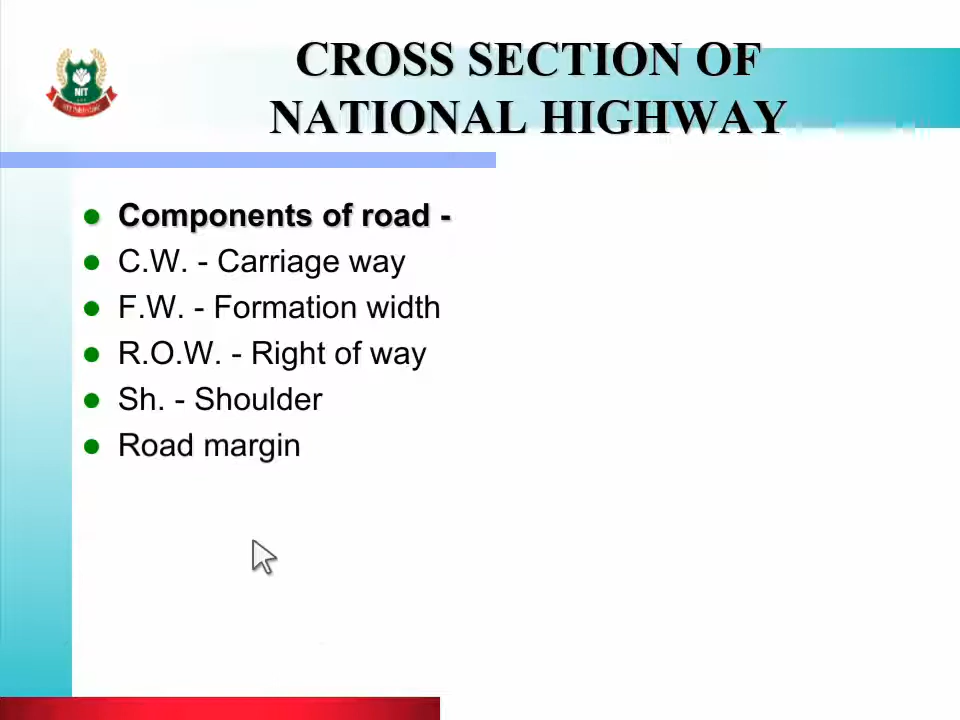 CROSS SECTION OF
NATIONAL HIGHWAY
NIT
Components of road -
C.W. - Carriage way
F.W. - Formation width
R.O.W. - Right of way
Sh. - Shoulder
Road margin